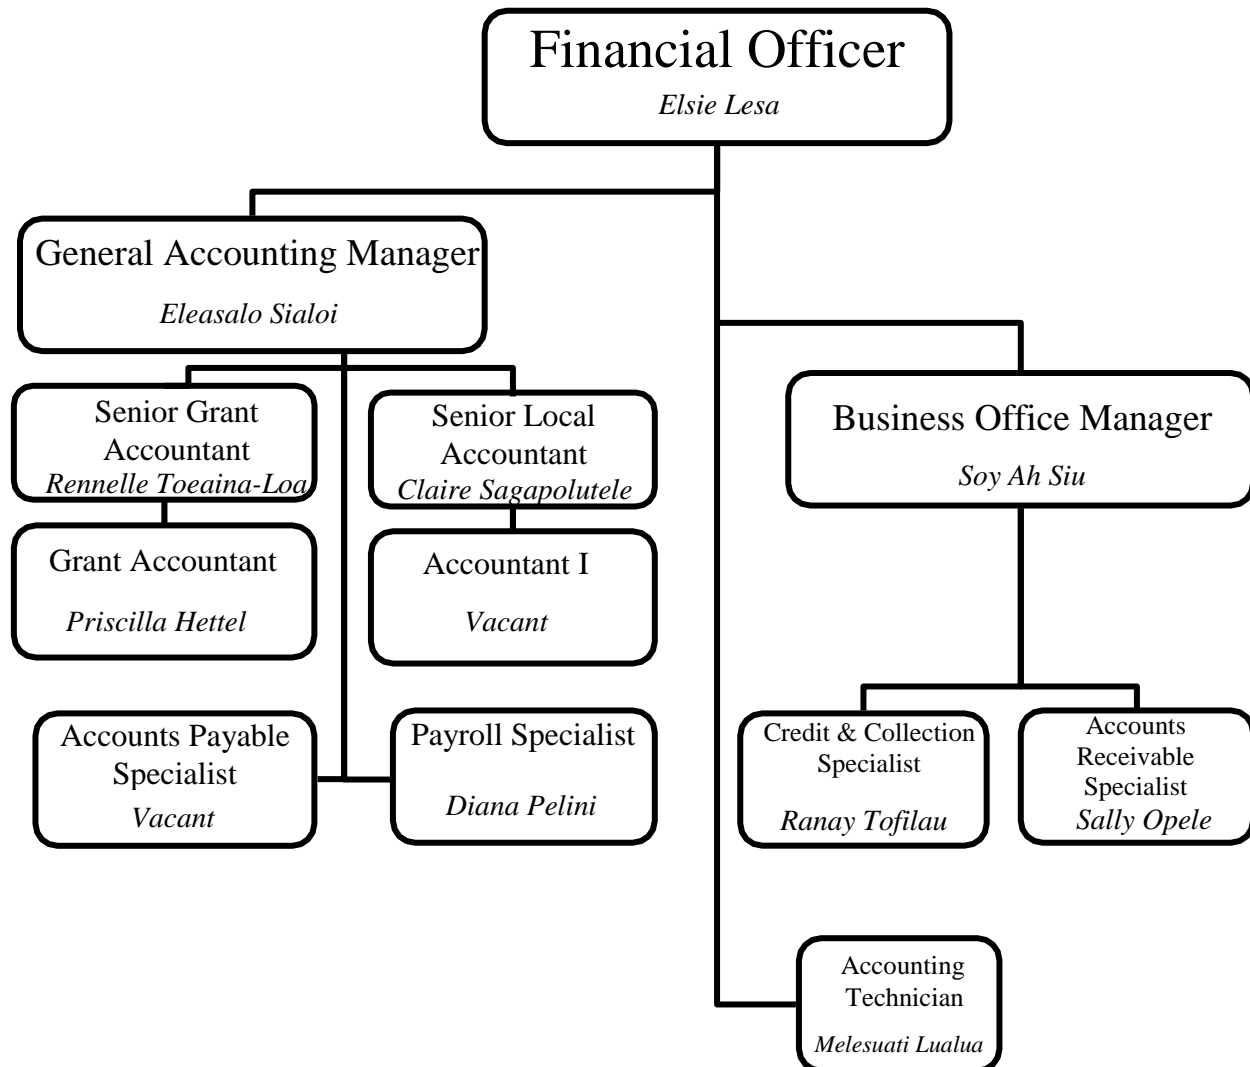 Financial Officer
Elsie Lesa
General Accounting Manager
Eleasalo Sialoi
Senior Grant
Accountant
Rennelle Toeaina-Loa
Senior Local
Accountant
Claire Sagapolutele
Business Office Manager
Soy Ah Siu
Grant Accountant
Priscilla Hettel
Accountant I
Vacant
Accounts Payable
Specialist
Vacant
Payroll Specialist
Diana Pelini
Credit & Collection
Specialist
Ranay Tofilau
Accounts
Receivable
Specialist
Sally Opele
Accounting
Technician
Melesuati Lualua